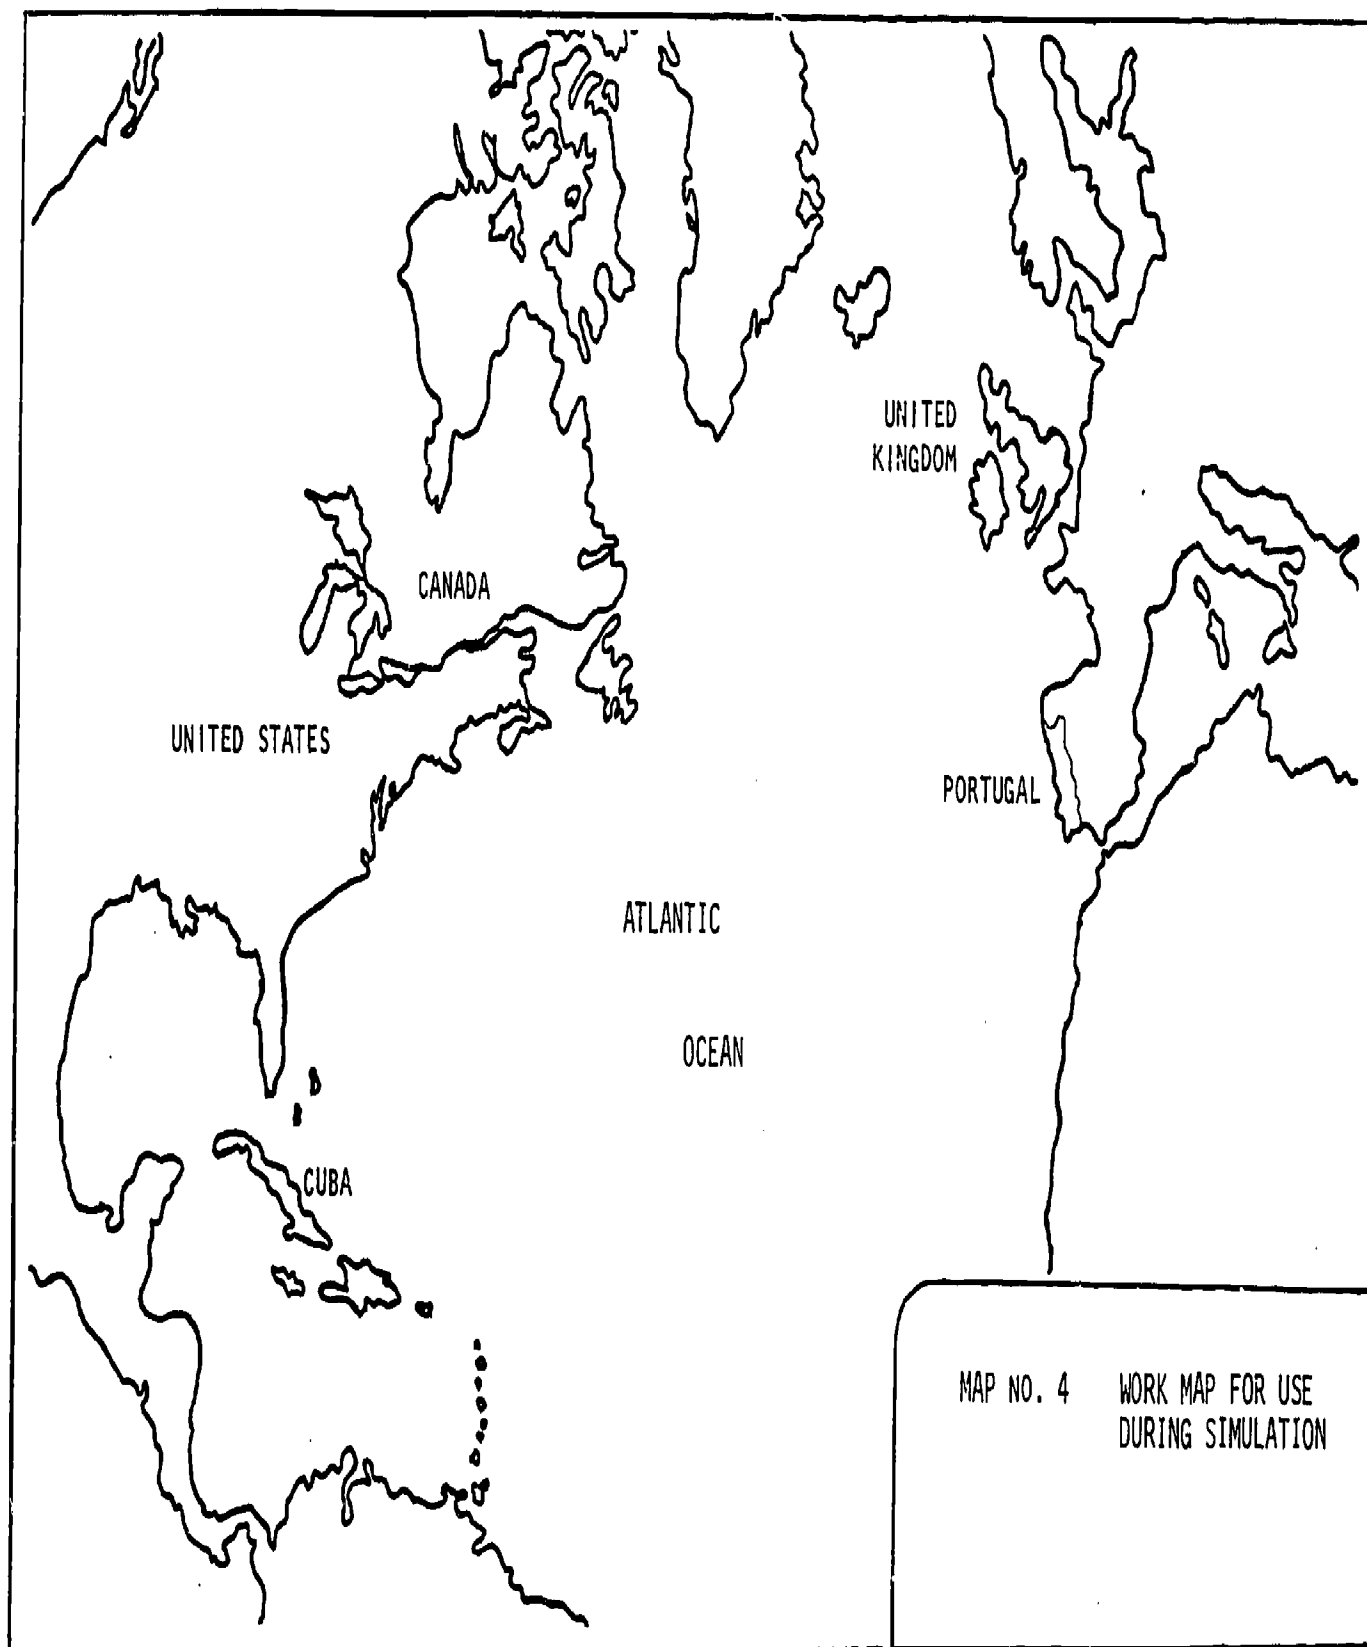 UNITED
KINGDOM
CANADA
UNITED STATES
PORTUGAL
ATLANTIC
OCEAN
CUBA
MAP NO. 4 WORK MAP FOR USE
DURING SIMULATION